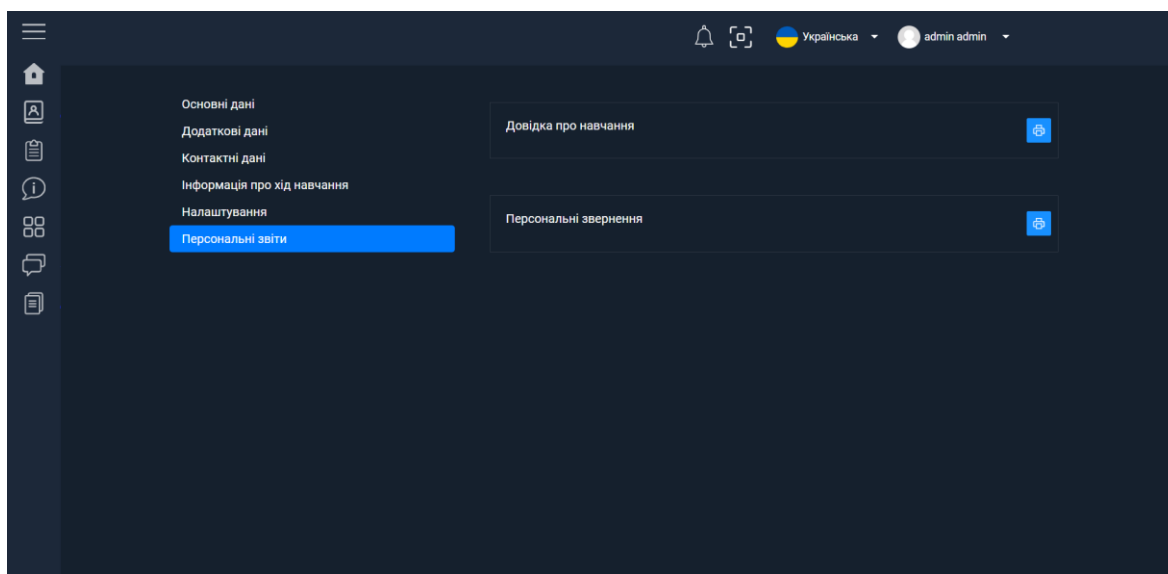 Українська
admin admin
Основні дані
Додаткові дані
Контактні дані
Інформація про хід навчання
Налаштування
Персональні звіти
Довідка про навчання
Персональні звернення